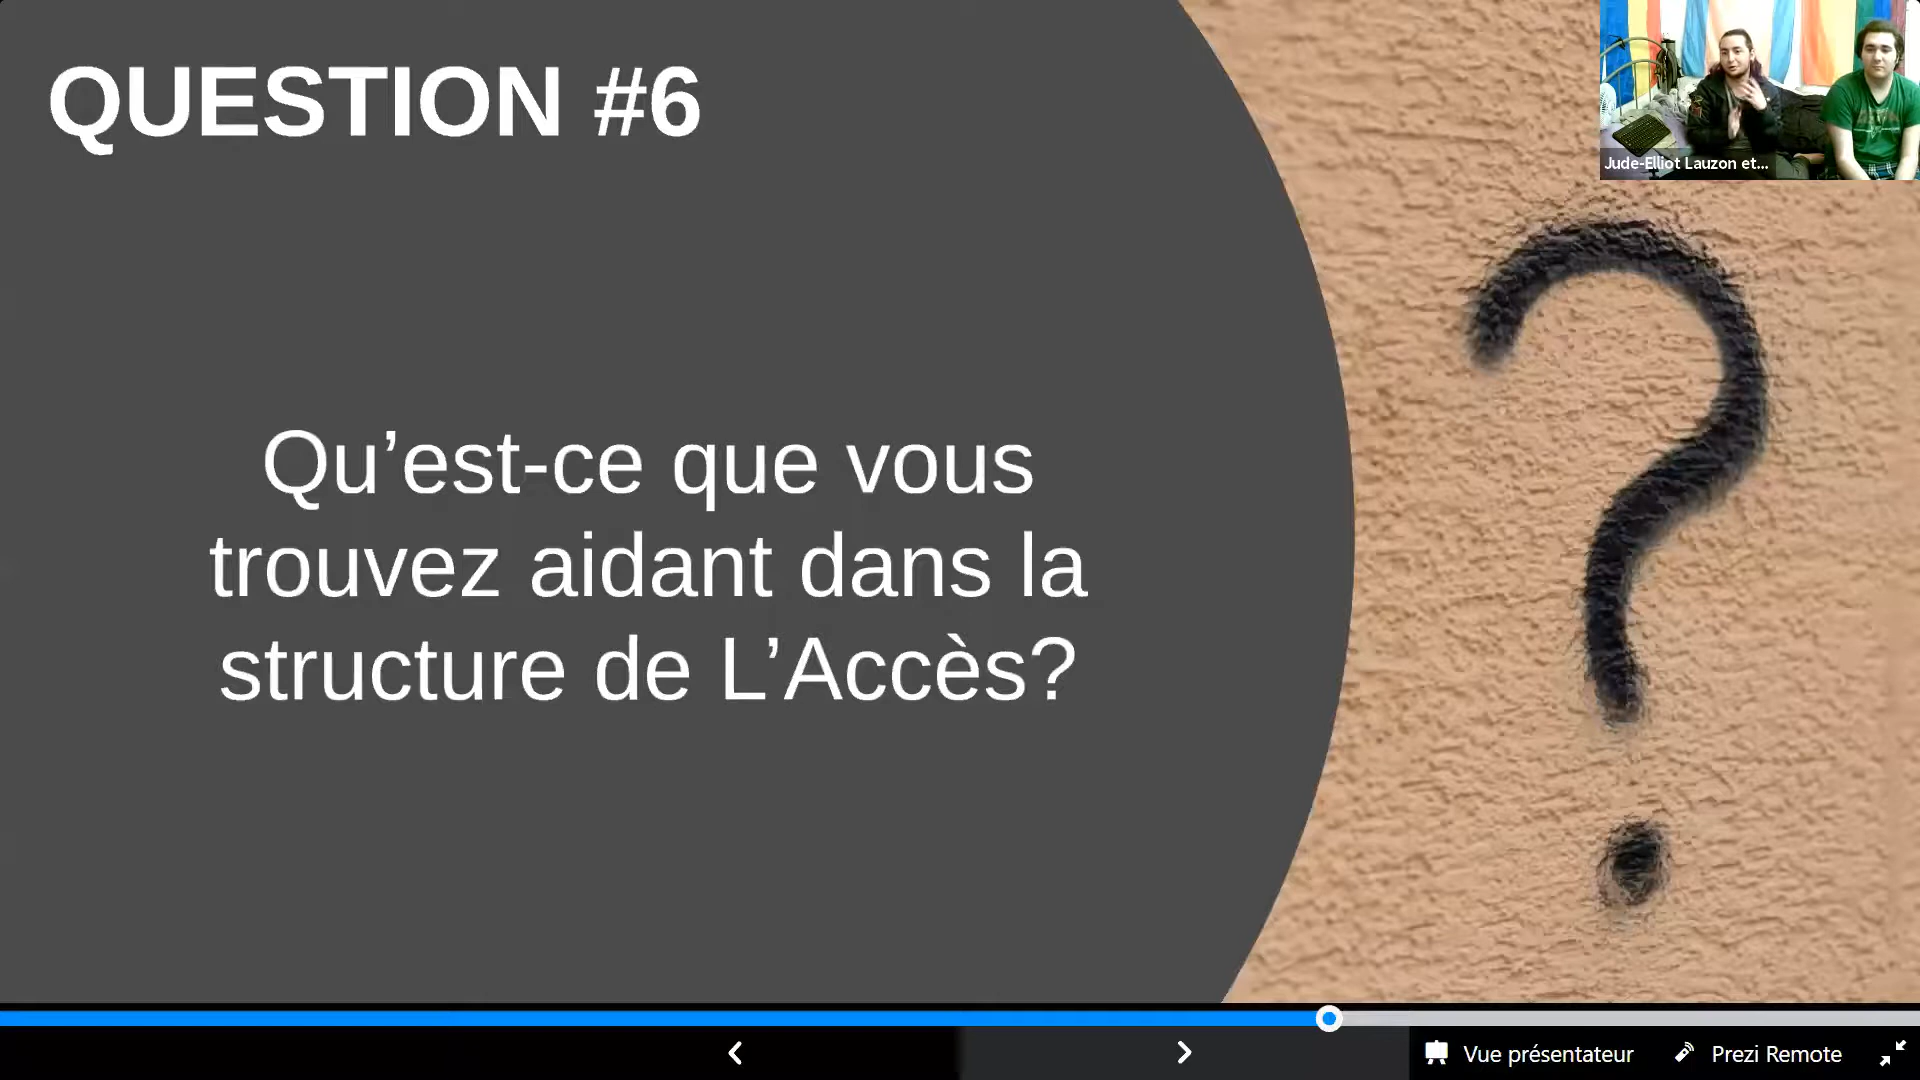 QUESTION #6
Jude-Elliot Lauzon et...
Qu’est-ce que vous
trouvez aidant dans la
structure de L’Accès?
Vue présentateur
Prezi Remote